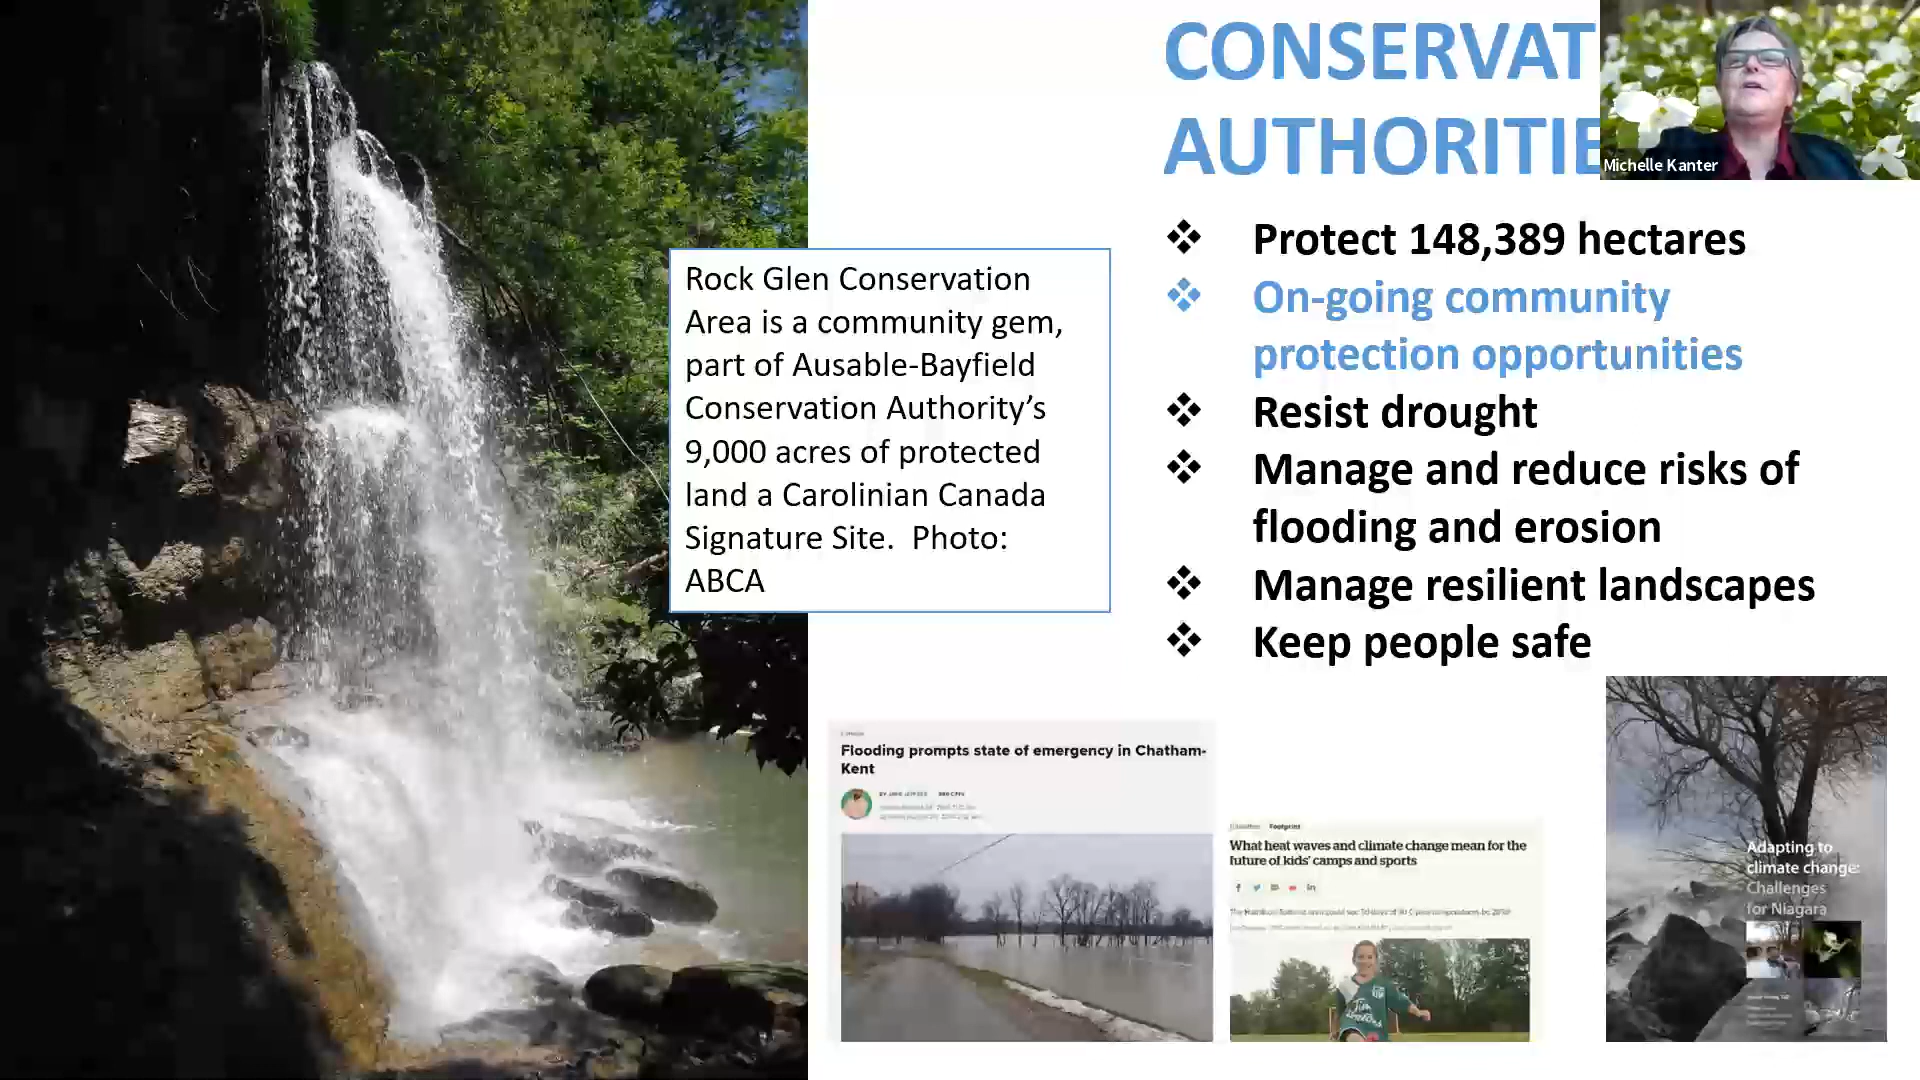 CONSERVAT
AUTHORITIE
Michelle Kanter
❖ Protect 148,389 hectares
❖ On-going community
protection opportunities
❖ Resist drought
❖ Manage and reduce risks of
flooding and erosion
❖ Manage resilient landscapes
❖ Keep people safe
Rock Glen Conservation
Area is a community gem,
part of Ausable-Bayfield
Conservation Authority’s
9,000 acres of protected
land a Carolinian Canada
Signature Site.  Photo:
ABCA
Flooding prompts state of emergency in Chatham-
Kent
Footprint
What heat waves and climate change mean for the
future of kids' camps and sports
Adapting to
climate change:
Challenges
for Niagara